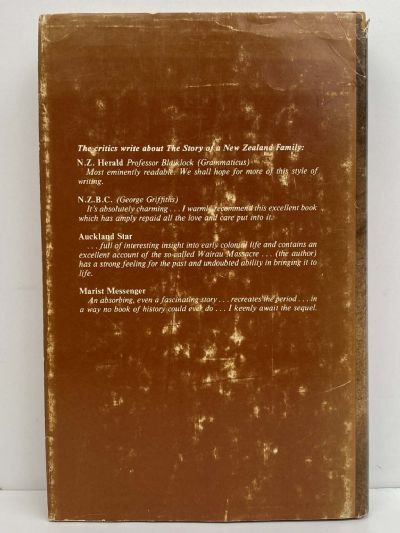 The critics write about The Story of a New Zealand Family:
N.Z. Herald Professor Blaiklock (Grammaticus)
Most eminently readable. We shall hope for more of this style of
writing.
N.Z.B.C. (George Griffiths)
It's absolutely charming . . . I warmly recommend this excellent book
which has amply repaid all the love and care put into it.
Auckland Star
. . . full of interesting insight into early colonial life and contains an
excellent account of the so-called Wairau Massacre . . . (the author)
has a strong feeling for the past and undoubted ability in bringing it to
life.
Marist Messenger
An absorbing, even a fascinating story . . . recreates the period . . . in
a way no book of history could ever do . . . I keenly await the sequel.